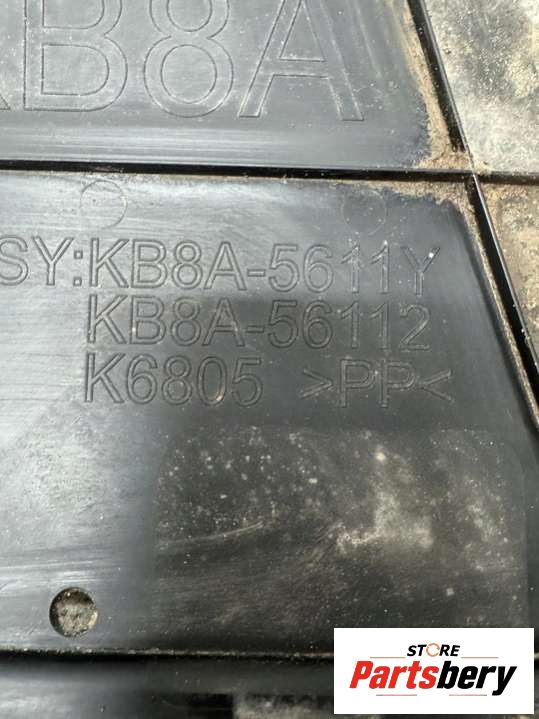 KB8A
SY:KB8A-5611Y
KB8A-56112
K6805 >PP<
STORE
Partsbery